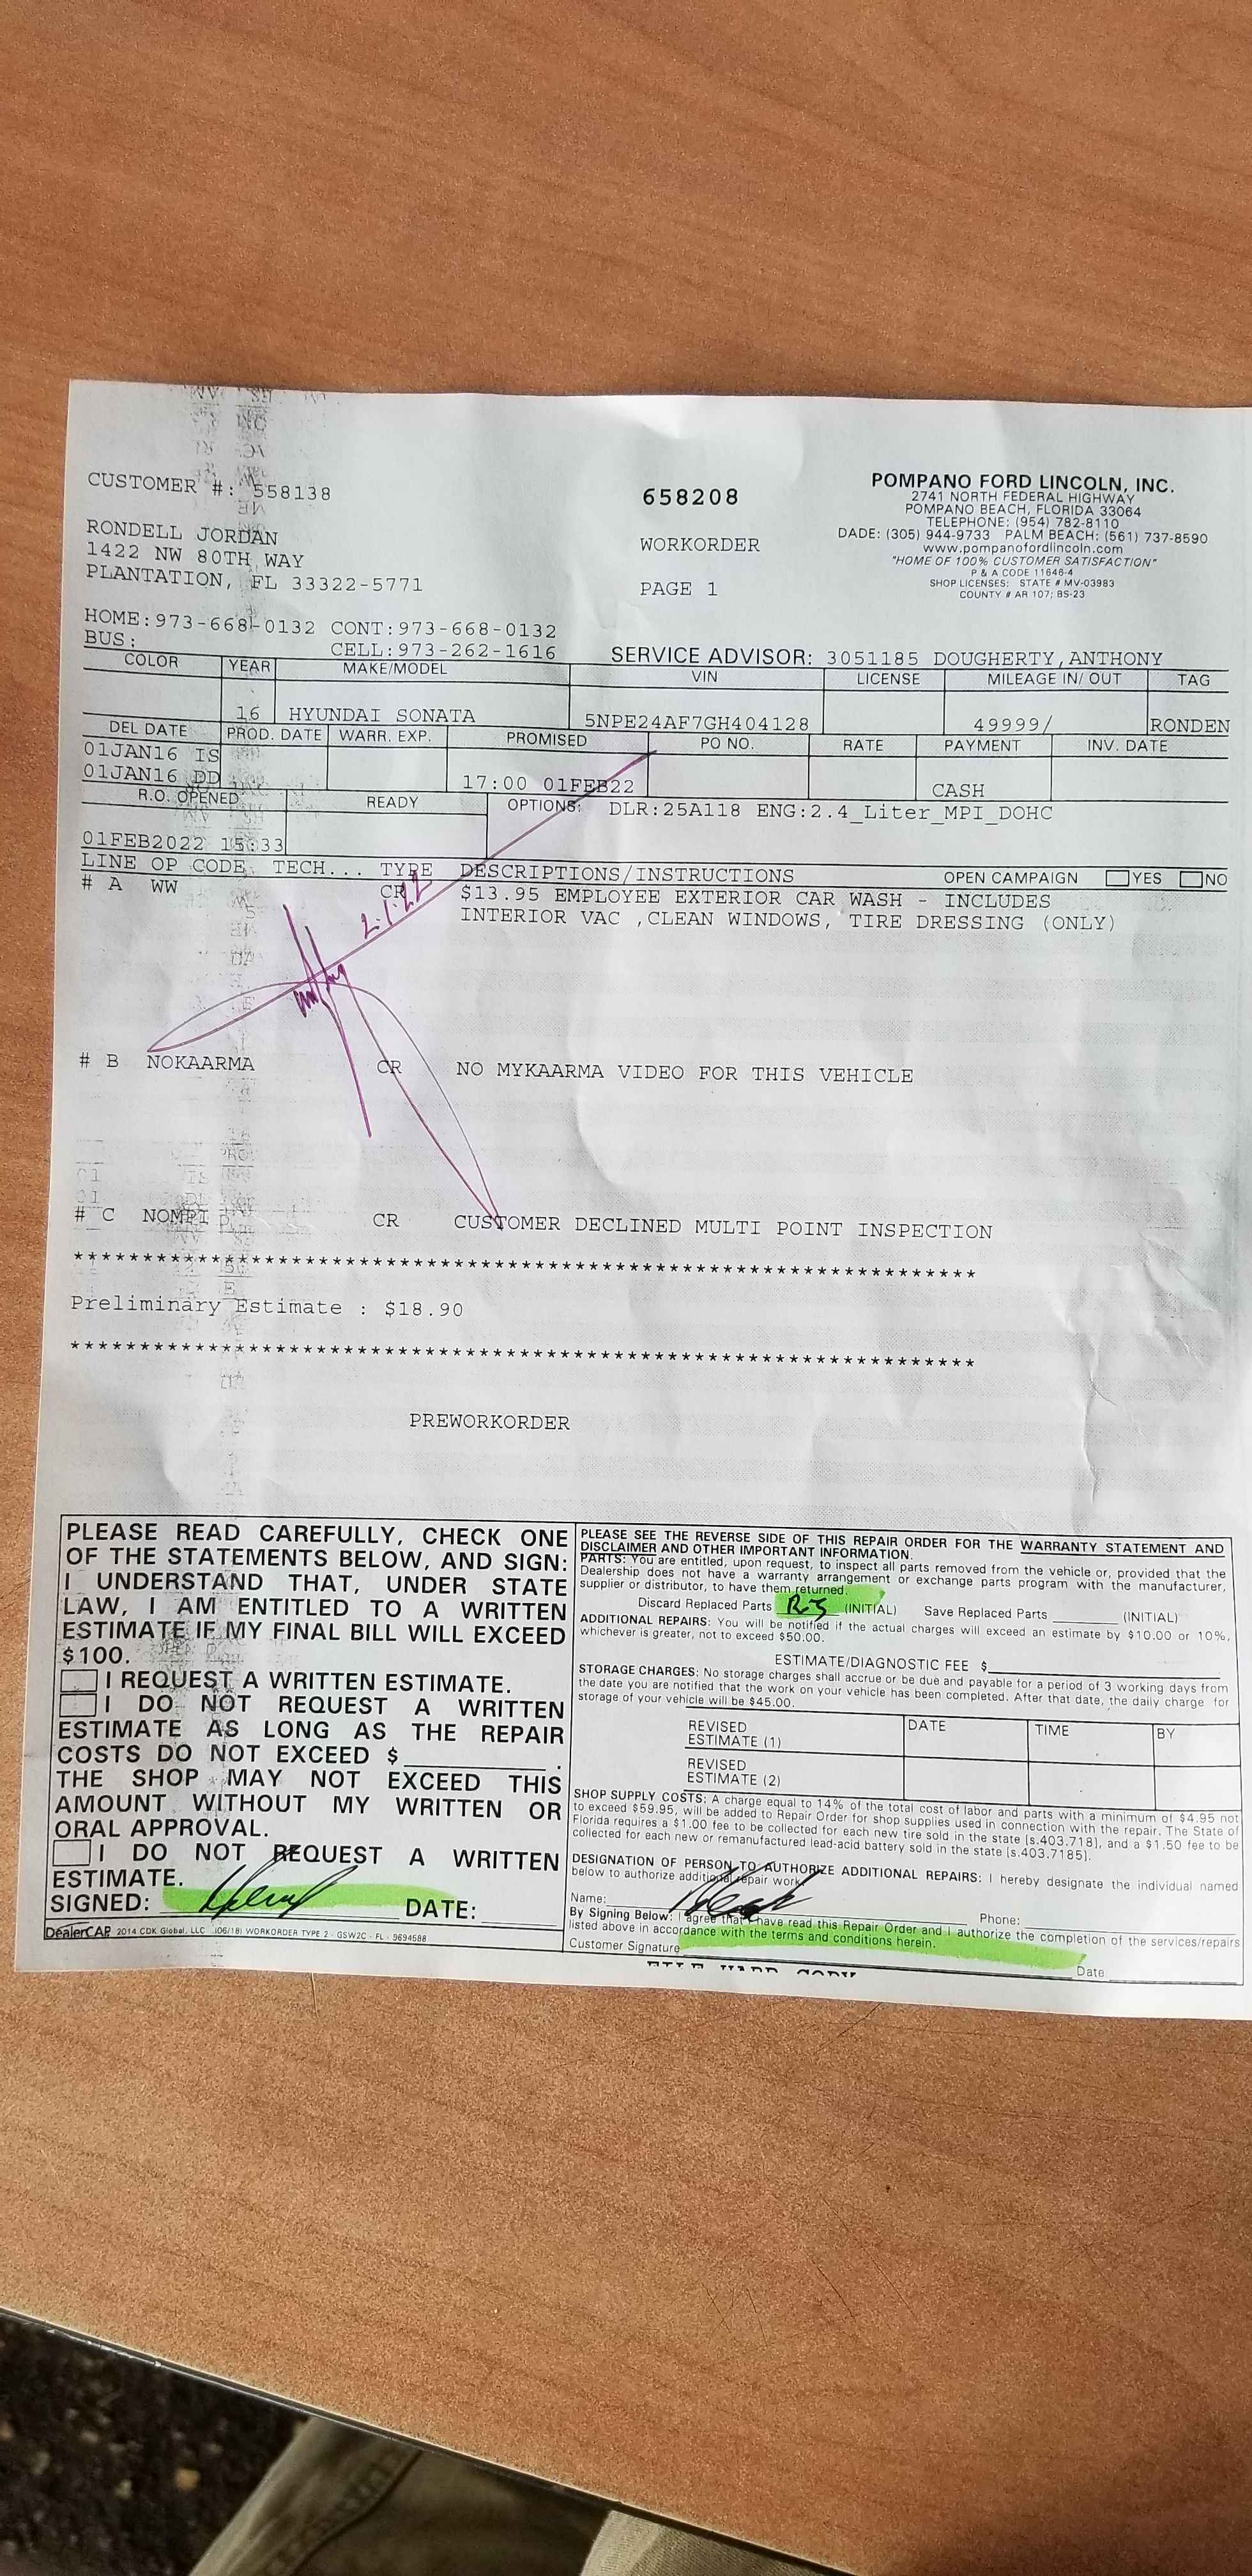 CUSTOMER #: 558138
658208
POMPANO FORD LINCOLN, INC.
2741 NORTH FEDERAL HIGHWAY
POMPANO BEACH, FLORIDA 33064
TELEPHONE: (954) 782-8110
DADE: (305) 944-9733 PALM BEACH: (561) 737-8590
www.pompanofordlincoln.com
"HOME OF 100% CUSTOMER SATISFACTION"
P & A CODE 11646-4
SHOP LICENSES: STATE # MV-03983
COUNTY # AR 107; BS-23
RONDELL JORDAN
1422 NW 80TH WAY
PLANTATION, FL 33322-5771
WORKORDER
PAGE 1
HOME:973-668-0132 CONT:973-668-0132
BUS: CELL:973-262-1616
SERVICE ADVISOR: 3051185 DOUGHERTY,ANTHONY
COLOR YEAR MAKE/MODEL VIN LICENSE MILEAGE IN/ OUT TAG
16 HYUNDAI SONATA 5NPE24AF7GH404128 49999/ RONDEN
DEL DATE PROD. DATE WARR. EXP. PROMISED PO NO. RATE PAYMENT INV. DATE
01JAN16 IS
01JAN16 DD 17:00 01FEB22 CASH
R.O. OPENED READY OPTIONS: DLR:25A118 ENG:2.4_Liter_MPI_DOHC
01FEB2022 15:33
LINE OP CODE TECH... TYPE DESCRIPTIONS/INSTRUCTIONS OPEN CAMPAIGN YES NO
# A WW CR $13.95 EMPLOYEE EXTERIOR CAR WASH - INCLUDES
INTERIOR VAC ,CLEAN WINDOWS, TIRE DRESSING (ONLY)
2.1.22
# B NOKAARMA CR NO MYKAARMA VIDEO FOR THIS VEHICLE
# C NOMPI CR CUSTOMER DECLINED MULTI POINT INSPECTION
*****************************************************************
Preliminary Estimate : $18.90
*****************************************************************
PREWORKORDER
PLEASE READ CAREFULLY, CHECK ONE
OF THE STATEMENTS BELOW, AND SIGN:
I UNDERSTAND THAT, UNDER STATE
LAW, I AM ENTITLED TO A WRITTEN
ESTIMATE IF MY FINAL BILL WILL EXCEED
$100.
I REQUEST A WRITTEN ESTIMATE.
I DO NOT REQUEST A WRITTEN
ESTIMATE AS LONG AS THE REPAIR
COSTS DO NOT EXCEED $ .
THE SHOP MAY NOT EXCEED THIS
AMOUNT WITHOUT MY WRITTEN OR
ORAL APPROVAL.
I DO NOT REQUEST A WRITTEN
ESTIMATE.
SIGNED: DATE:
DealerCAP 2014 CDK Global, LLC (06/18) WORKORDER TYPE 2 - GSW2C - FL - 9694588
PLEASE SEE THE REVERSE SIDE OF THIS REPAIR ORDER FOR THE WARRANTY STATEMENT AND
DISCLAIMER AND OTHER IMPORTANT INFORMATION.
PARTS: You are entitled, upon request, to inspect all parts removed from the vehicle or, provided that the
Dealership does not have a warranty arrangement or exchange parts program with the manufacturer,
supplier or distributor, to have them returned.
Discard Replaced Parts RJ (INITIAL) Save Replaced Parts (INITIAL)
ADDITIONAL REPAIRS: You will be notified if the actual charges will exceed an estimate by $10.00 or 10%,
whichever is greater, not to exceed $50.00.
ESTIMATE/DIAGNOSTIC FEE $
STORAGE CHARGES: No storage charges shall accrue or be due and payable for a period of 3 working days from
the date you are notified that the work on your vehicle has been completed. After that date, the daily charge for
storage of your vehicle will be $45.00.
REVISED ESTIMATE (1) DATE TIME BY
REVISED ESTIMATE (2)
SHOP SUPPLY COSTS: A charge equal to 14% of the total cost of labor and parts with a minimum of $4.95 not
to exceed $59.95, will be added to Repair Order for shop supplies used in connection with the repair. The State of
Florida requires a $1.00 fee to be collected for each new tire sold in the state [s.403.718], and a $1.50 fee to be
collected for each new or remanufactured lead-acid battery sold in the state [s.403.7185].
DESIGNATION OF PERSON TO AUTHORIZE ADDITIONAL REPAIRS: I hereby designate the individual named
below to authorize additional repair work.
Name: Phone:
By Signing Below: I agree that I have read this Repair Order and I authorize the completion of the services/repairs
listed above in accordance with the terms and conditions herein.
Customer Signature Date